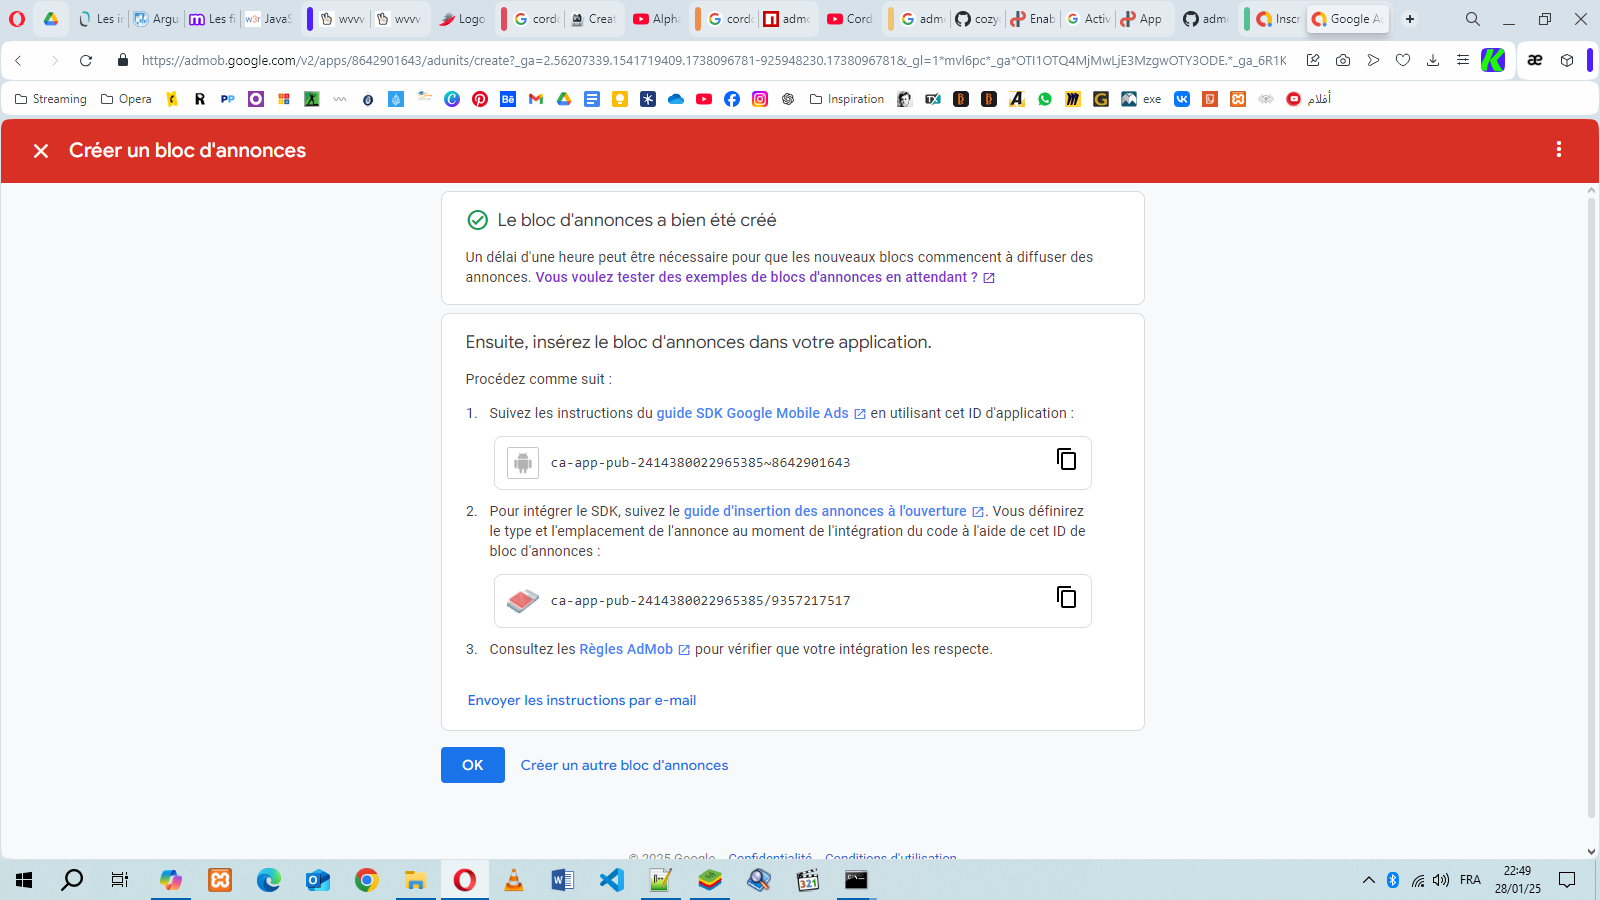 Les ir
Argu
Les fi
JavaS
wvvv
wvvv
Logo
cordo
Creat
Alpha
cordo
admo
Cord
admo
cozy
Enab
Activ
App
admo
Inscr
Google Ad
https://admob.google.com/v2/apps/8642901643/adunits/create?_ga=2.56207339.1541719409.1738096781-925948230.1738096781&_gl=1*mvl6pc*_ga*OTI1OTQ4MjMwLjE3MzgwOTY3ODE.*_ga_6R1K
Streaming
Opera
Inspiration
exe
أفلام
Créer un bloc d'annonces
Le bloc d'annonces a bien été créé
Un délai d'une heure peut être nécessaire pour que les nouveaux blocs commencent à diffuser des
annonces. Vous voulez tester des exemples de blocs d'annonces en attendant ?
Ensuite, insérez le bloc d'annonces dans votre application.
Procédez comme suit :
1. Suivez les instructions du guide SDK Google Mobile Ads en utilisant cet ID d'application :
ca-app-pub-2414380022965385~8642901643
2. Pour intégrer le SDK, suivez le guide d'insertion des annonces à l'ouverture . Vous définirez
le type et l'emplacement de l'annonce au moment de l'intégration du code à l'aide de cet ID de
bloc d'annonces :
ca-app-pub-2414380022965385/9357217517
3. Consultez les Règles AdMob pour vérifier que votre intégration les respecte.
Envoyer les instructions par e-mail
OK
Créer un autre bloc d'annonces
© 2025 Google Confidentialité Conditions d'utilisation
FRA
22:49
28/01/25